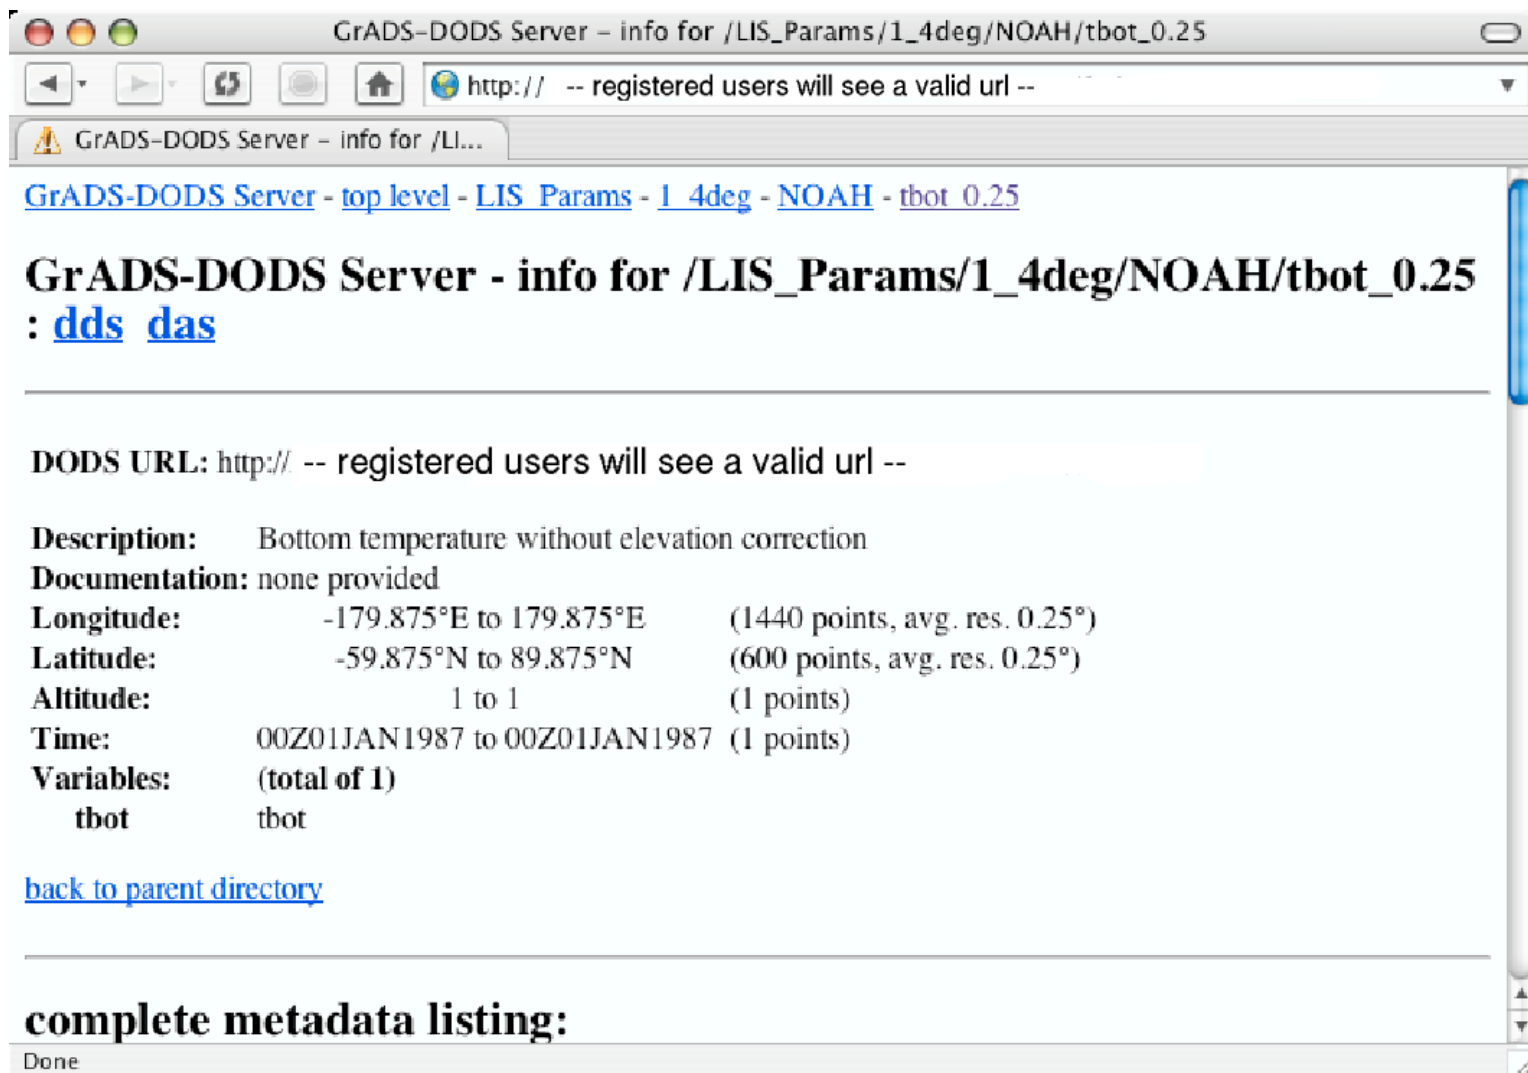 GrADS-DODS Server – info for /LIS_Params/1_4deg/NOAH/tbot_0.25
http:// -- registered users will see a valid url --
GrADS-DODS Server – info for /LI...
GrADS-DODS Server - top level - LIS_Params - 1_4deg - NOAH - tbot_0.25
GrADS-DODS Server - info for /LIS_Params/1_4deg/NOAH/tbot_0.25
: dds das
DODS URL: http:// -- registered users will see a valid url --
Description: Bottom temperature without elevation correction
Documentation: none provided
Longitude: -179.875°E to 179.875°E (1440 points, avg. res. 0.25°)
Latitude: -59.875°N to 89.875°N (600 points, avg. res. 0.25°)
Altitude: 1 to 1 (1 points)
Time: 00Z01JAN1987 to 00Z01JAN1987 (1 points)
Variables: (total of 1)
tbot tbot
back to parent directory
complete metadata listing:
Done